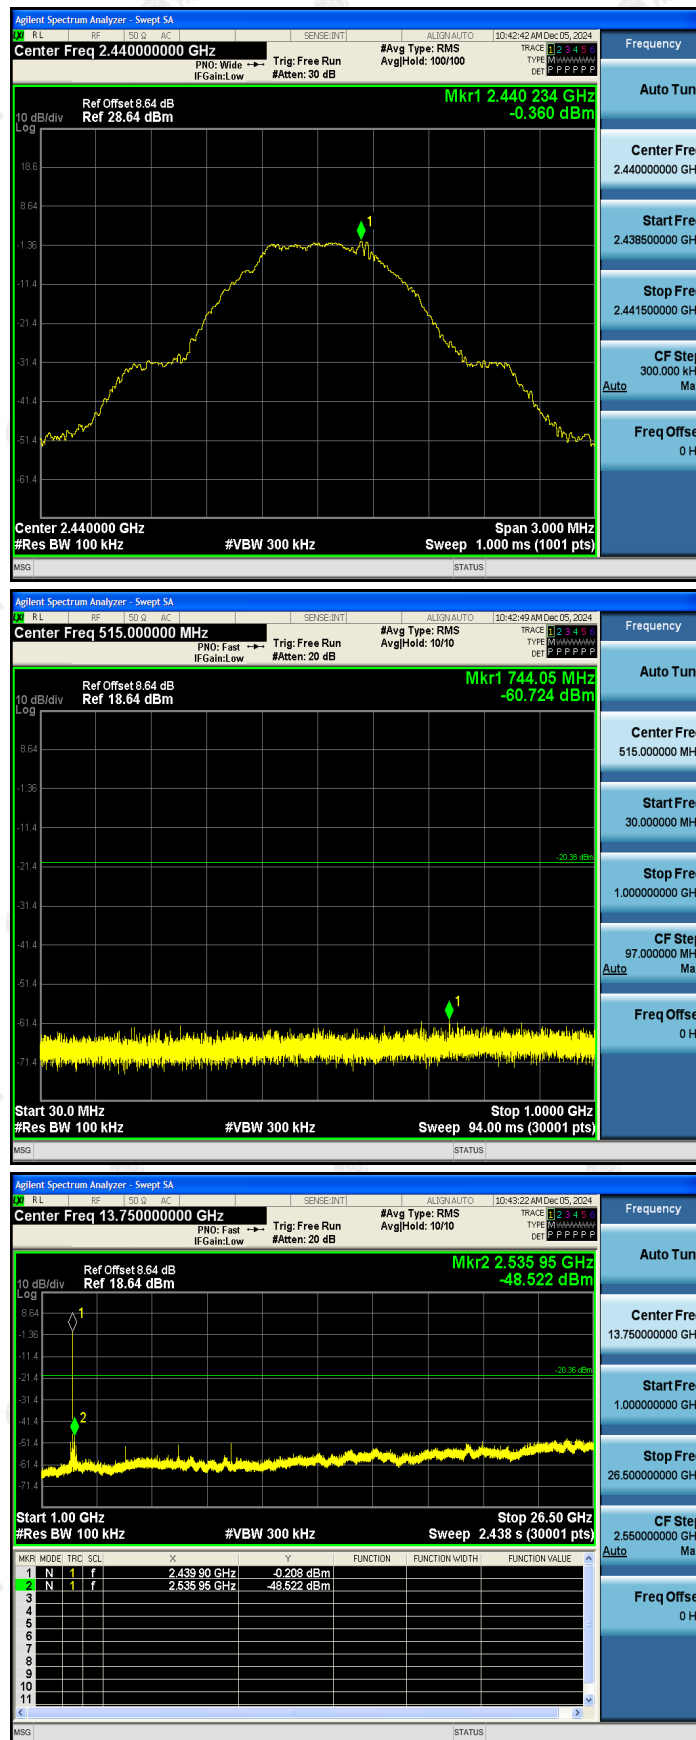 Agilent Spectrum Analyzer - Swept SA
LXI RL RF 50 Ω AC SENSE:INT ALIGNAUTO 10:42:42 AM Dec 05, 2024
Center Freq 2.440000000 GHz
PNO: Wide
IFGain:Low
Trig: Free Run
#Atten: 30 dB
#Avg Type: RMS
Avg|Hold: 100/100
TRACE 1 2 3 4 5 6
TYPE M
DET P P P P P P
Ref Offset 8.64 dB
10 dB/div Ref 28.64 dBm
Log
Mkr1 2.440 234 GHz
-0.360 dBm
18.6
8.64
-1.36
-11.4
-21.4
-31.4
-41.4
-51.4
-61.4
1
Center 2.440000 GHz Span 3.000 MHz
#Res BW 100 kHz #VBW 300 kHz Sweep 1.000 ms (1001 pts)
MSG STATUS
Frequency
Auto Tun
Center Fre
2.440000000 GH
Start Fre
2.438500000 GH
Stop Fre
2.441500000 GH
CF Step
300.000 kH
Auto Ma
Freq Offse
0 H
Agilent Spectrum Analyzer - Swept SA
LXI RL RF 50 Ω AC SENSE:INT ALIGNAUTO 10:42:49 AM Dec 05, 2024
Center Freq 515.000000 MHz
PNO: Fast
IFGain:Low
Trig: Free Run
#Atten: 20 dB
#Avg Type: RMS
Avg|Hold: 10/10
TRACE 1 2 3 4 5 6
TYPE M
DET P P P P P P
Ref Offset 8.64 dB
10 dB/div Ref 18.64 dBm
Log
Mkr1 744.05 MHz
-60.724 dBm
8.64
-1.36
-11.4
-21.4
-31.4
-41.4
-51.4
-61.4
-71.4
-20.36 dBm
1
Start 30.0 MHz Stop 1.0000 GHz
#Res BW 100 kHz #VBW 300 kHz Sweep 94.00 ms (30001 pts)
MSG STATUS
Frequency
Auto Tun
Center Fre
515.000000 MH
Start Fre
30.000000 MH
Stop Fre
1.000000000 GH
CF Step
97.000000 MH
Auto Ma
Freq Offse
0 H
Agilent Spectrum Analyzer - Swept SA
LXI RL RF 50 Ω AC SENSE:INT ALIGNAUTO 10:43:22 AM Dec 05, 2024
Center Freq 13.750000000 GHz
PNO: Fast
IFGain:Low
Trig: Free Run
#Atten: 20 dB
#Avg Type: RMS
Avg|Hold: 10/10
TRACE 1 2 3 4 5 6
TYPE M
DET P P P P P P
Ref Offset 8.64 dB
10 dB/div Ref 18.64 dBm
Log
Mkr2 2.535 95 GHz
-48.522 dBm
8.64
-1.36
-11.4
-21.4
-31.4
-41.4
-51.4
-61.4
-71.4
-20.36 dBm
1
2
Start 1.00 GHz Stop 26.50 GHz
#Res BW 100 kHz #VBW 300 kHz Sweep 2.438 s (30001 pts)
MKR MODE TRC SCL X Y FUNCTION FUNCTION WIDTH FUNCTION VALUE
1 N 1 f 2.439 90 GHz -0.208 dBm
2 N 1 f 2.535 95 GHz -48.522 dBm
3
4
5
6
7
8
9
10
11
MSG STATUS
Frequency
Auto Tun
Center Fre
13.750000000 GH
Start Fre
1.000000000 GH
Stop Fre
26.500000000 GH
CF Step
2.550000000 GH
Auto Ma
Freq Offse
0 H